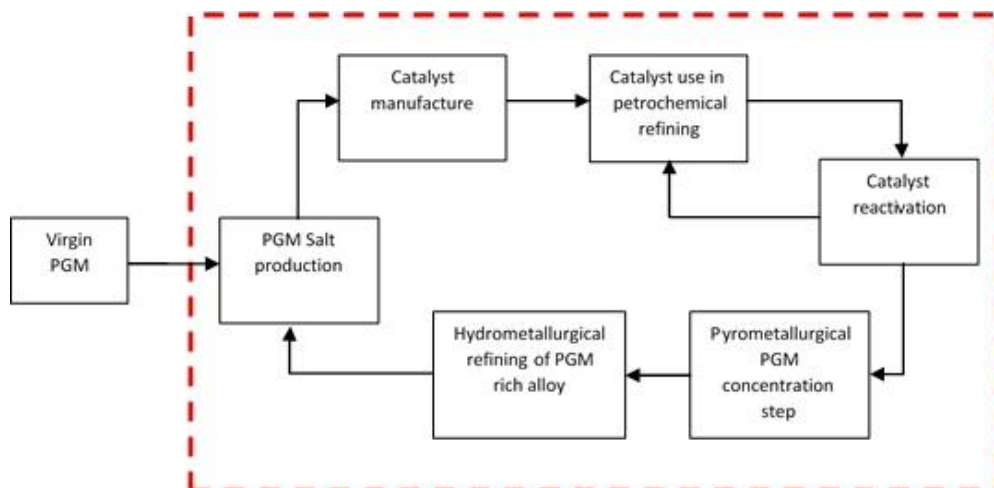 Catalyst
manufacture
Catalyst use in
petrochemical
refining
Catalyst
reactivation
Virgin
PGM
PGM Salt
production
Hydrometallurgical
refining of PGM
rich alloy
Pyrometallurgical
PGM
concentration
step